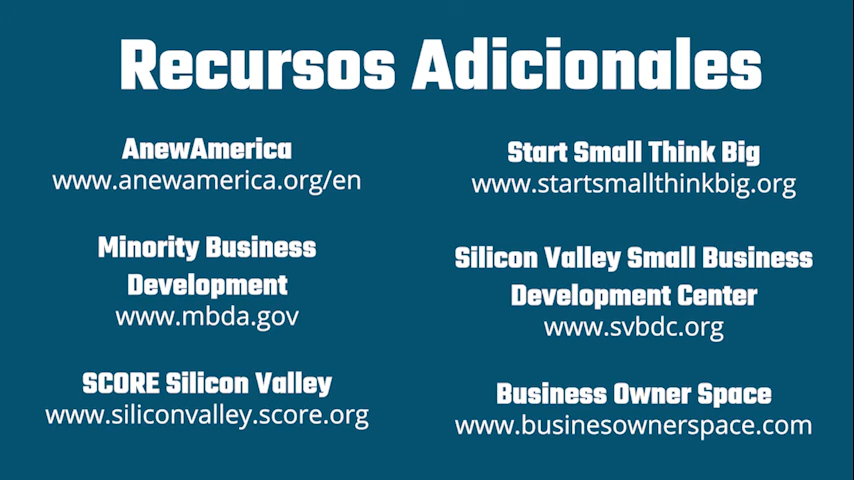 Recursos Adicionales
AnewAmerica
www.anewamerica.org/en
Minority Business
Development
www.mbda.gov
SCORE Silicon Valley
www.siliconvalley.score.org
Start Small Think Big
www.startsmallthinkbig.org
Silicon Valley Small Business
Development Center
www.svbdc.org
Business Owner Space
www.businesownerspace.com